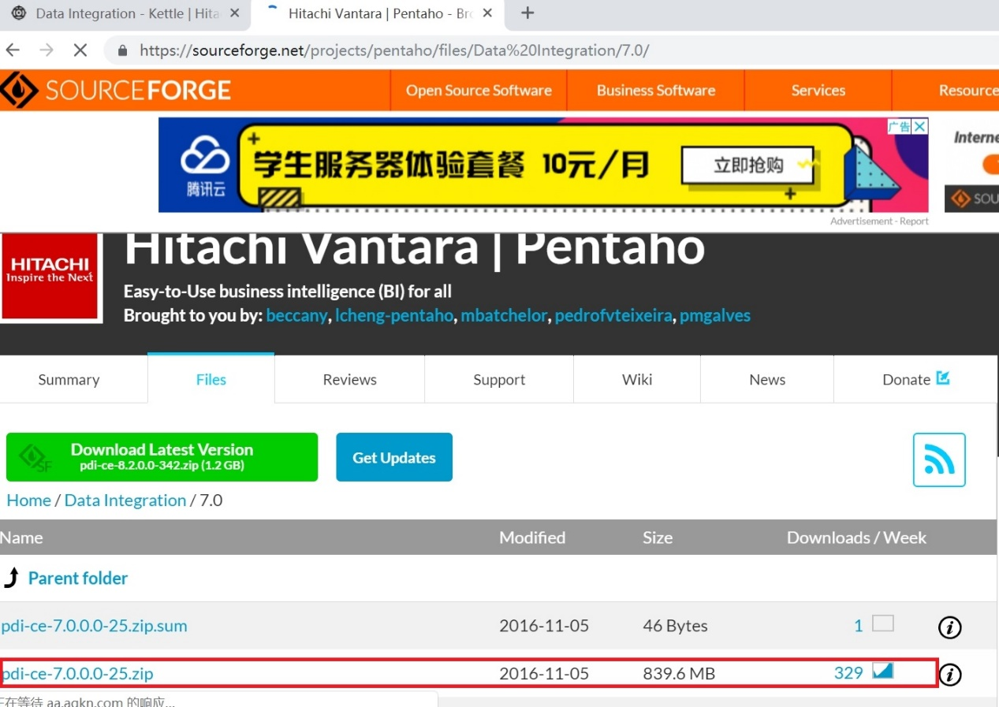 Data Integration - Kettle | Hita
Hitachi Vantara | Pentaho - Bro
https://sourceforge.net/projects/pentaho/files/Data%20Integration/7.0/
SOURCEFORGE
Open Source Software
Business Software
Services
Resource
广告
学生服务器体验套餐 10元/月
立即抢购
腾讯云
Interne
SOU
Advertisement - Report
HITACHI
Inspire the Next
Hitachi Vantara | Pentaho
Easy-to-Use business intelligence (BI) for all
Brought to you by: beccany, lcheng-pentaho, mbatchelor, pedrofvteixeira, pmgalves
Summary
Files
Reviews
Support
Wiki
News
Donate
Download Latest Version
pdi-ce-8.2.0.0-342.zip (1.2 GB)
SF
Get Updates
Home / Data Integration / 7.0
Name Modified Size Downloads / Week
Parent folder
pdi-ce-7.0.0.0-25.zip.sum 2016-11-05 46 Bytes 1
pdi-ce-7.0.0.0-25.zip 2016-11-05 839.6 MB 329
正在等待 aa.agkn.com 的响应...